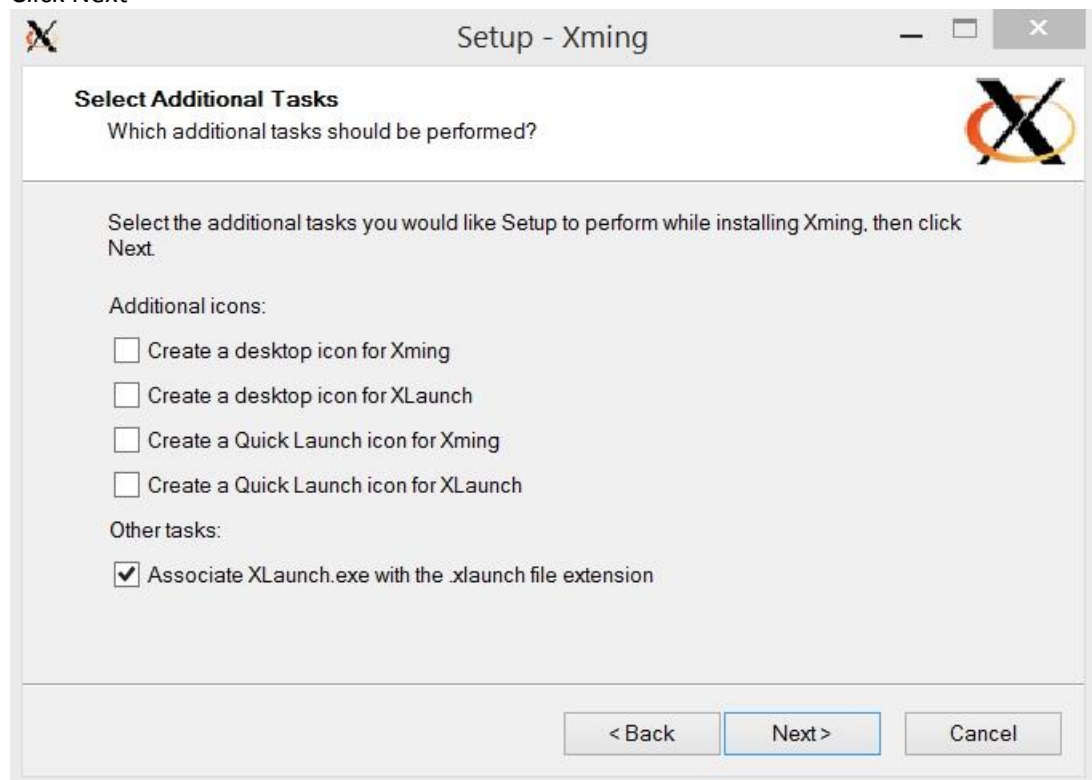 Click Next
Setup - Xming
Select Additional Tasks
Which additional tasks should be performed?
Select the additional tasks you would like Setup to perform while installing Xming, then click
Next.
Additional icons:
Create a desktop icon for Xming
Create a desktop icon for XLaunch
Create a Quick Launch icon for Xming
Create a Quick Launch icon for XLaunch
Other tasks:
Associate XLaunch.exe with the .xlaunch file extension
< Back Next > Cancel